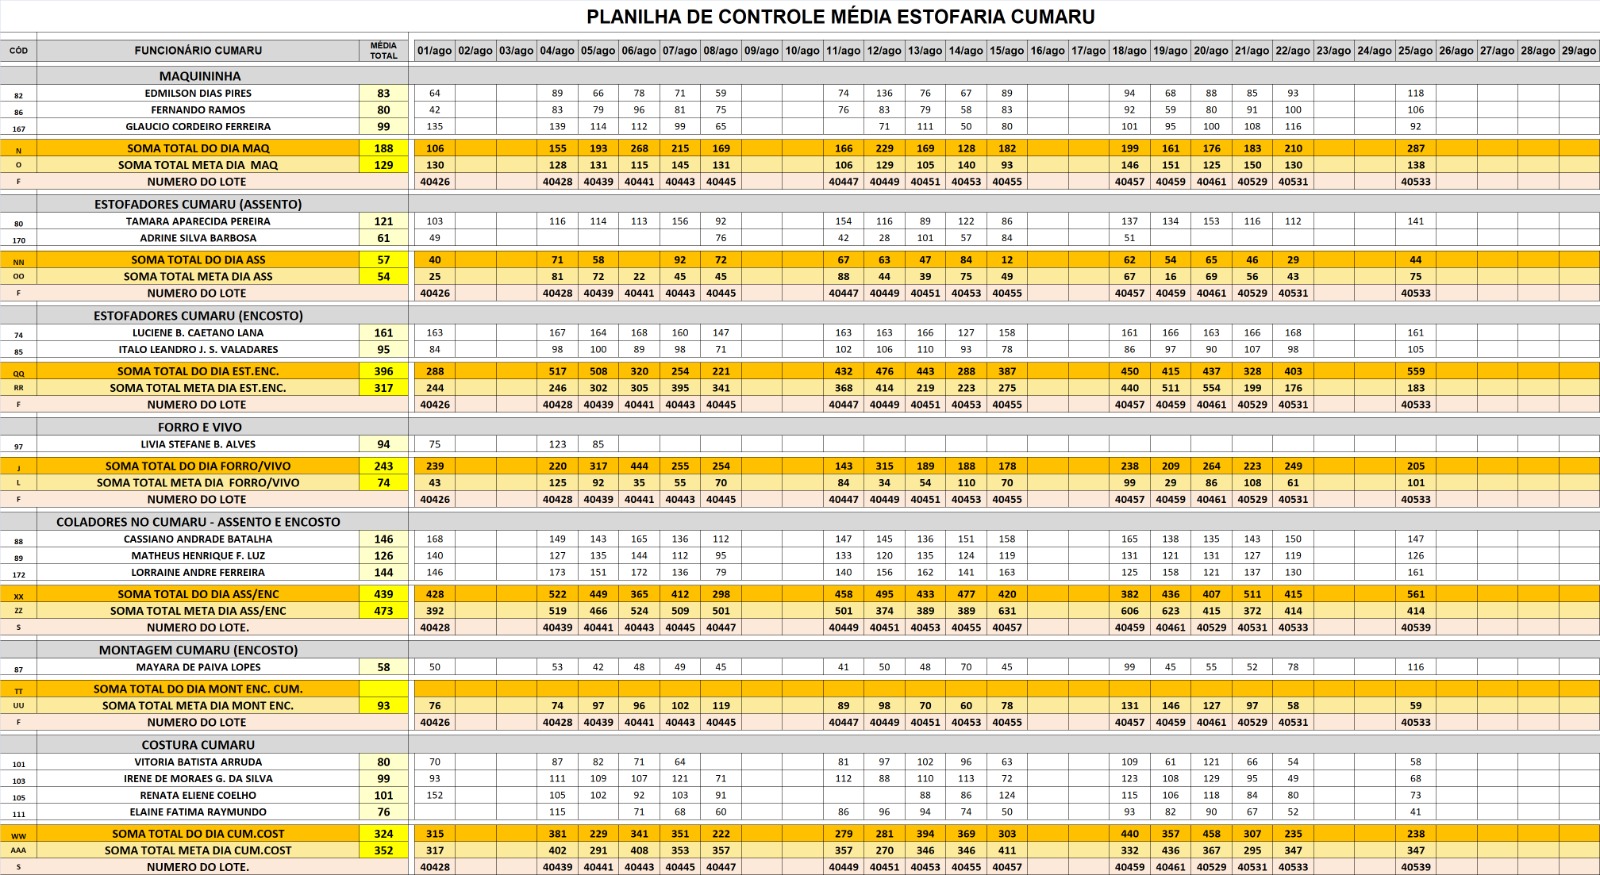 PLANILHA DE CONTROLE MÉDIA ESTOFARIA CUMARU
CÓD FUNCIONÁRIO CUMARU MÉDIA TOTAL 01/ago 02/ago 03/ago 04/ago 05/ago 06/ago 07/ago 08/ago 09/ago 10/ago 11/ago 12/ago 13/ago 14/ago 15/ago 16/ago 17/ago 18/ago 19/ago 20/ago 21/ago 22/ago 23/ago 24/ago 25/ago 26/ago 27/ago 28/ago 29/ago
MAQUININHA
82 EDMILSON DIAS PIRES 83 64 89 66 78 71 59 74 136 76 67 89 94 68 88 85 93 118
86 FERNANDO RAMOS 80 42 83 79 96 81 75 76 83 79 58 83 92 59 80 91 100 106
167 GLAUCIO CORDEIRO FERREIRA 99 135 139 114 112 99 65 71 111 50 80 101 95 100 108 116 92
N SOMA TOTAL DO DIA MAQ 188 106 155 193 268 215 169 166 229 169 128 182 199 161 176 183 210 287
O SOMA TOTAL META DIA MAQ 129 130 128 131 115 145 131 106 129 105 140 93 146 151 125 150 130 138
F NUMERO DO LOTE 40426 40428 40439 40441 40443 40445 40447 40449 40451 40453 40455 40457 40459 40461 40529 40531 40533
ESTOFADORES CUMARU (ASSENTO)
80 TAMARA APARECIDA PEREIRA 121 103 116 114 113 156 92 154 116 89 122 86 137 134 153 116 112 141
170 ADRINE SILVA BARBOSA 61 49 76 42 28 101 57 84 51
NN SOMA TOTAL DO DIA ASS 57 40 71 58 92 72 67 63 47 84 12 62 54 65 46 29 44
OO SOMA TOTAL META DIA ASS 54 25 81 72 22 45 45 88 44 39 75 49 67 16 69 56 43 75
F NUMERO DO LOTE 40426 40428 40439 40441 40443 40445 40447 40449 40451 40453 40455 40457 40459 40461 40529 40531 40533
ESTOFADORES CUMARU (ENCOSTO)
74 LUCIENE B. CAETANO LANA 161 163 167 164 168 160 147 163 163 166 127 158 161 166 163 166 168 161
85 ITALO LEANDRO J. S. VALADARES 95 84 98 100 89 98 71 102 106 110 93 78 86 97 90 107 98 105
QQ SOMA TOTAL DO DIA EST.ENC. 396 288 517 508 320 254 221 432 476 443 288 387 450 415 437 328 403 559
RR SOMA TOTAL META DIA EST.ENC. 317 244 246 302 305 395 341 368 414 219 223 275 440 511 554 199 176 183
F NUMERO DO LOTE 40426 40428 40439 40441 40443 40445 40447 40449 40451 40453 40455 40457 40459 40461 40529 40531 40533
FORRO E VIVO
97 LIVIA STEFANE B. ALVES 94 75 123 85
J SOMA TOTAL DO DIA FORRO/VIVO 243 239 220 317 444 255 254 143 315 189 188 178 238 209 264 223 249 205
L SOMA TOTAL META DIA FORRO/VIVO 74 43 125 92 35 55 70 84 34 54 110 70 99 29 86 108 61 101
F NUMERO DO LOTE 40426 40428 40439 40441 40443 40445 40447 40449 40451 40453 40455 40457 40459 40461 40529 40531 40533
COLADORES NO CUMARU - ASSENTO E ENCOSTO
88 CASSIANO ANDRADE BATALHA 146 168 149 143 165 136 112 147 145 136 151 158 165 138 135 143 150 147
89 MATHEUS HENRIQUE F. LUZ 126 140 127 135 144 112 95 133 120 135 124 119 131 121 131 127 119 126
172 LORRAINE ANDRE FERREIRA 144 146 173 151 172 136 79 140 156 162 141 163 125 158 121 137 130 161
XX SOMA TOTAL DO DIA ASS/ENC 439 428 522 449 365 412 298 458 495 433 477 420 382 436 407 511 415 561
ZZ SOMA TOTAL META DIA ASS/ENC 473 392 519 466 524 509 501 501 374 389 389 631 606 623 415 372 414 414
S NUMERO DO LOTE. 40428 40439 40441 40443 40445 40447 40449 40451 40453 40455 40457 40459 40461 40529 40531 40533 40539
MONTAGEM CUMARU (ENCOSTO)
87 MAYARA DE PAIVA LOPES 58 50 53 42 48 49 45 41 50 48 70 45 99 45 55 52 78 116
TT SOMA TOTAL DO DIA MONT ENC. CUM.
UU SOMA TOTAL META DIA MONT ENC. 93 76 74 97 96 102 119 89 98 70 60 78 131 146 127 97 58 59
F NUMERO DO LOTE 40426 40428 40439 40441 40443 40445 40447 40449 40451 40453 40455 40457 40459 40461 40529 40531 40533
COSTURA CUMARU
101 VITORIA BATISTA ARRUDA 80 70 87 82 71 64 81 97 102 96 63 109 61 121 66 54 58
103 IRENE DE MORAES G. DA SILVA 99 93 111 109 107 121 71 112 88 110 113 72 123 108 129 95 49 68
105 RENATA ELIENE COELHO 101 152 105 102 92 103 91 88 86 124 115 106 118 84 80 73
111 ELAINE FATIMA RAYMUNDO 76 115 71 68 60 86 96 94 74 50 93 82 90 67 52 41
WW SOMA TOTAL DO DIA CUM.COST 324 315 381 229 341 351 222 279 281 394 369 303 440 357 458 307 235 238
AAA SOMA TOTAL META DIA CUM.COST 352 317 402 291 408 353 357 357 270 346 346 411 332 436 367 295 347 347
S NUMERO DO LOTE. 40428 40439 40441 40443 40445 40447 40449 40451 40453 40455 40457 40459 40461 40529 40531 40533 40539